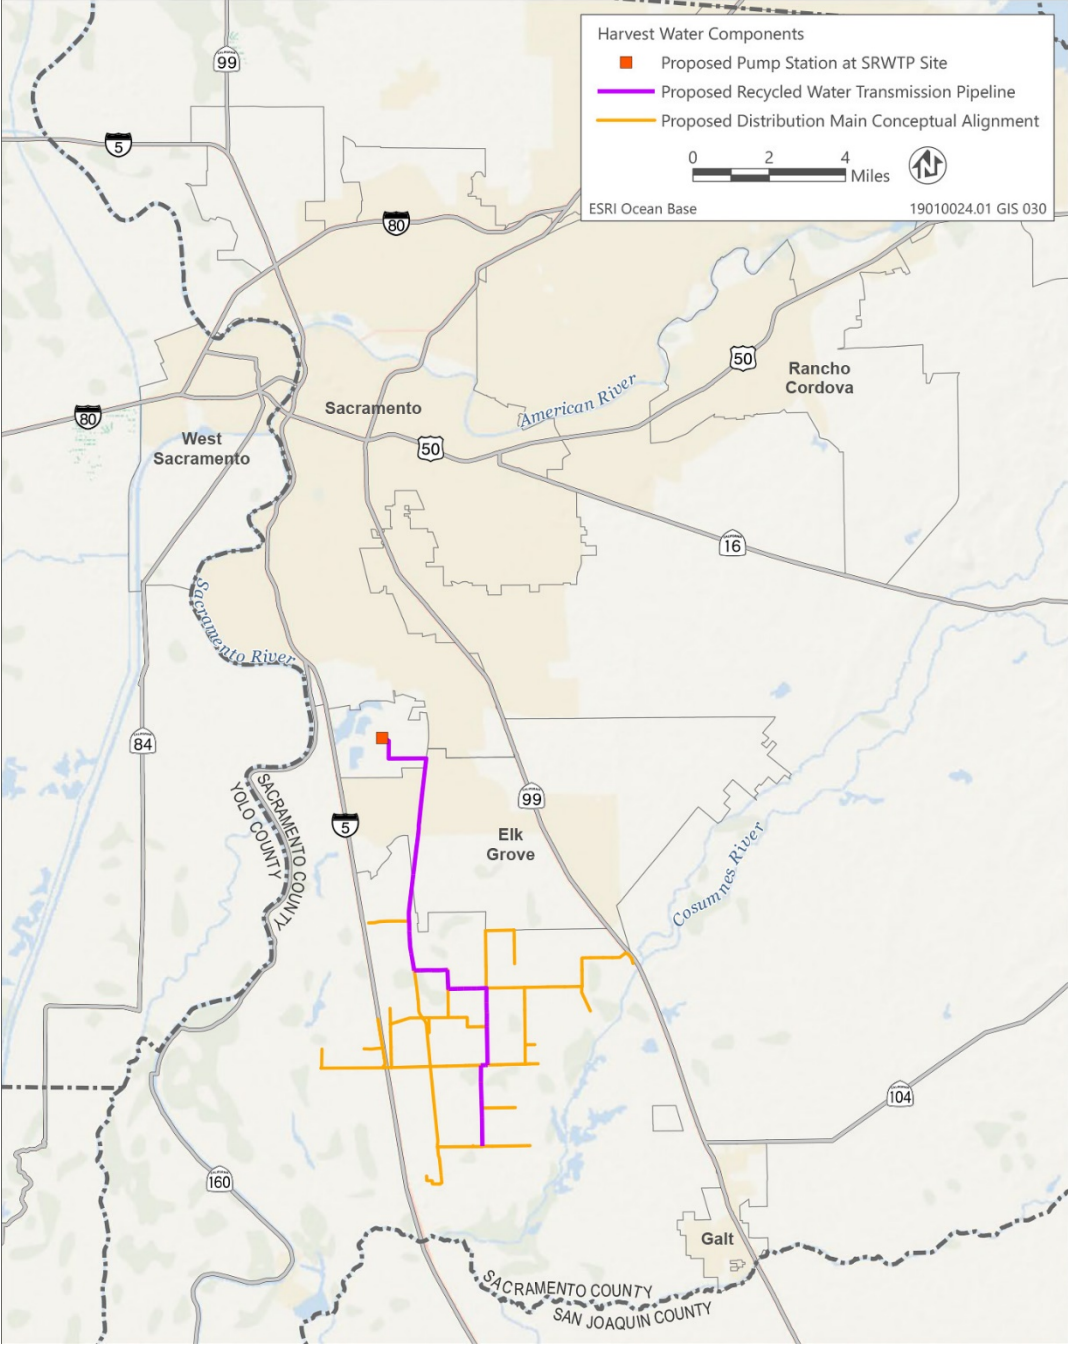 Harvest Water Components
Proposed Pump Station at SRWTP Site
Proposed Recycled Water Transmission Pipeline
Proposed Distribution Main Conceptual Alignment
0 2 4
Miles
ESRI Ocean Base
19010024.01 GIS 030
99
5
80
80
50
Rancho
Cordova
American River
Sacramento
West
Sacramento
50
16
Sacramento River
84
SACRAMENTO COUNTY
YOLO COUNTY
99
5
Elk
Grove
Cosumnes River
104
160
Galt
SACRAMENTO COUNTY
SAN JOAQUIN COUNTY